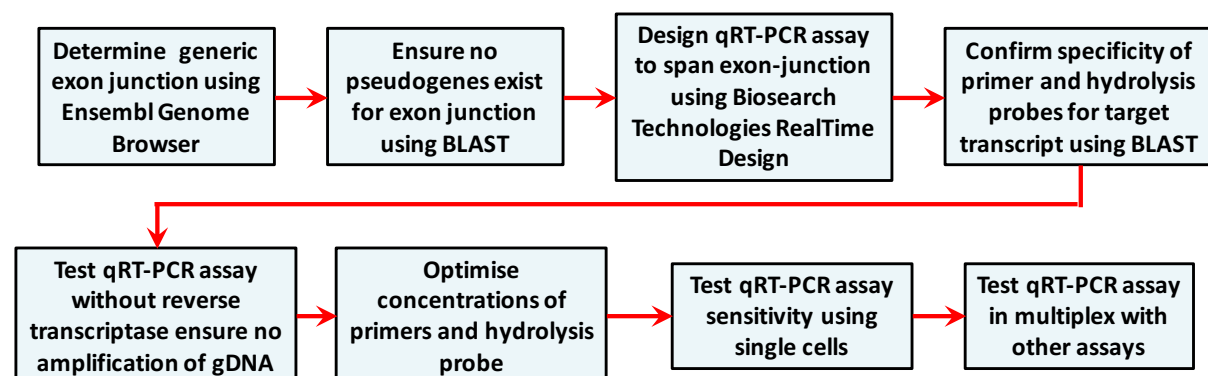 Determine generic
exon junction using
Ensembl Genome
Browser
Ensure no
pseudogenes exist
for exon junction
using BLAST
Design qRT-PCR assay
to span exon-junction
using Biosearch
Technologies RealTime
Design
Confirm specificity of
primer and hydrolysis
probes for target
transcript using BLAST
Test qRT-PCR assay
without reverse
transcriptase ensure no
amplification of gDNA
Optimise
concentrations of
primers and hydrolysis
probe
Test qRT-PCR assay
sensitivity using
single cells
Test qRT-PCR assay
in multiplex with
other assays